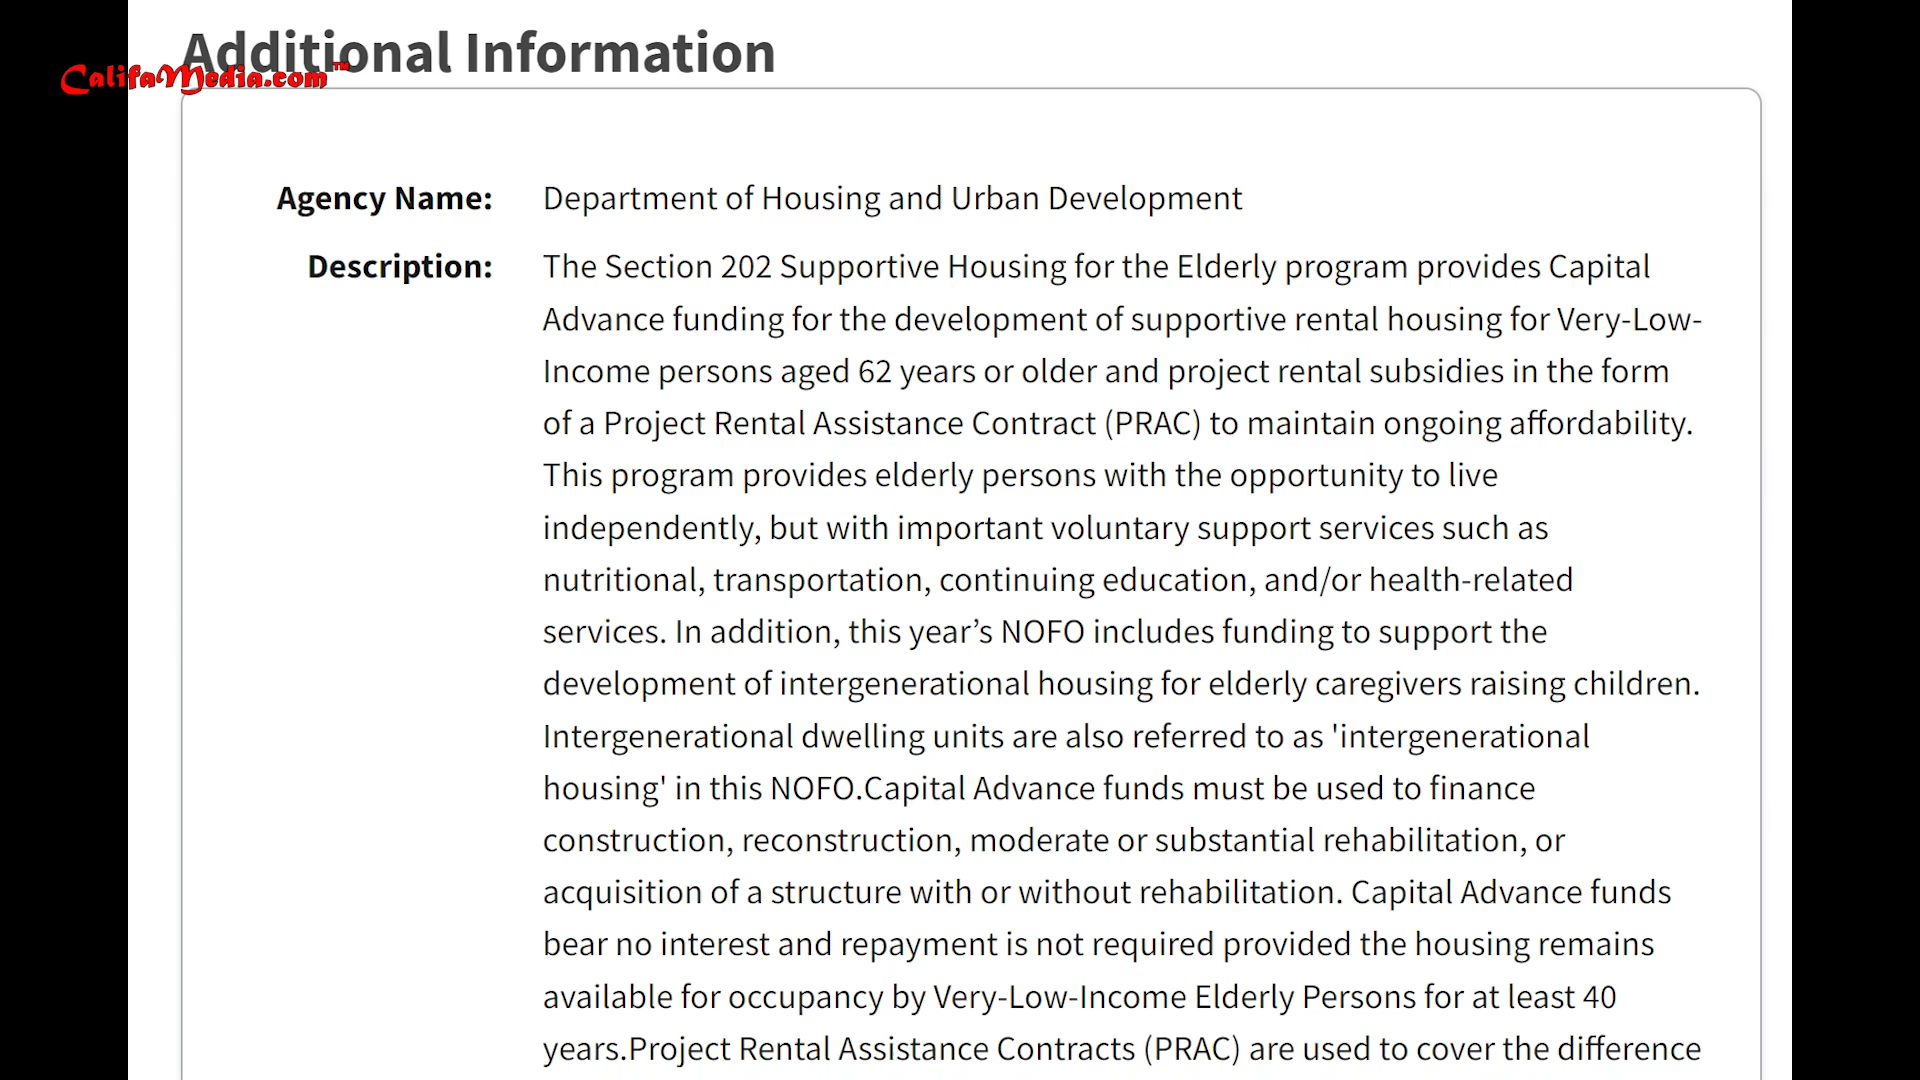 Additional Information
CalifaMedia.com™
Agency Name: Department of Housing and Urban Development
Description: The Section 202 Supportive Housing for the Elderly program provides Capital
Advance funding for the development of supportive rental housing for Very-Low-
Income persons aged 62 years or older and project rental subsidies in the form
of a Project Rental Assistance Contract (PRAC) to maintain ongoing affordability.
This program provides elderly persons with the opportunity to live
independently, but with important voluntary support services such as
nutritional, transportation, continuing education, and/or health-related
services. In addition, this year’s NOFO includes funding to support the
development of intergenerational housing for elderly caregivers raising children.
Intergenerational dwelling units are also referred to as 'intergenerational
housing' in this NOFO.Capital Advance funds must be used to finance
construction, reconstruction, moderate or substantial rehabilitation, or
acquisition of a structure with or without rehabilitation. Capital Advance funds
bear no interest and repayment is not required provided the housing remains
available for occupancy by Very-Low-Income Elderly Persons for at least 40
years.Project Rental Assistance Contracts (PRAC) are used to cover the difference